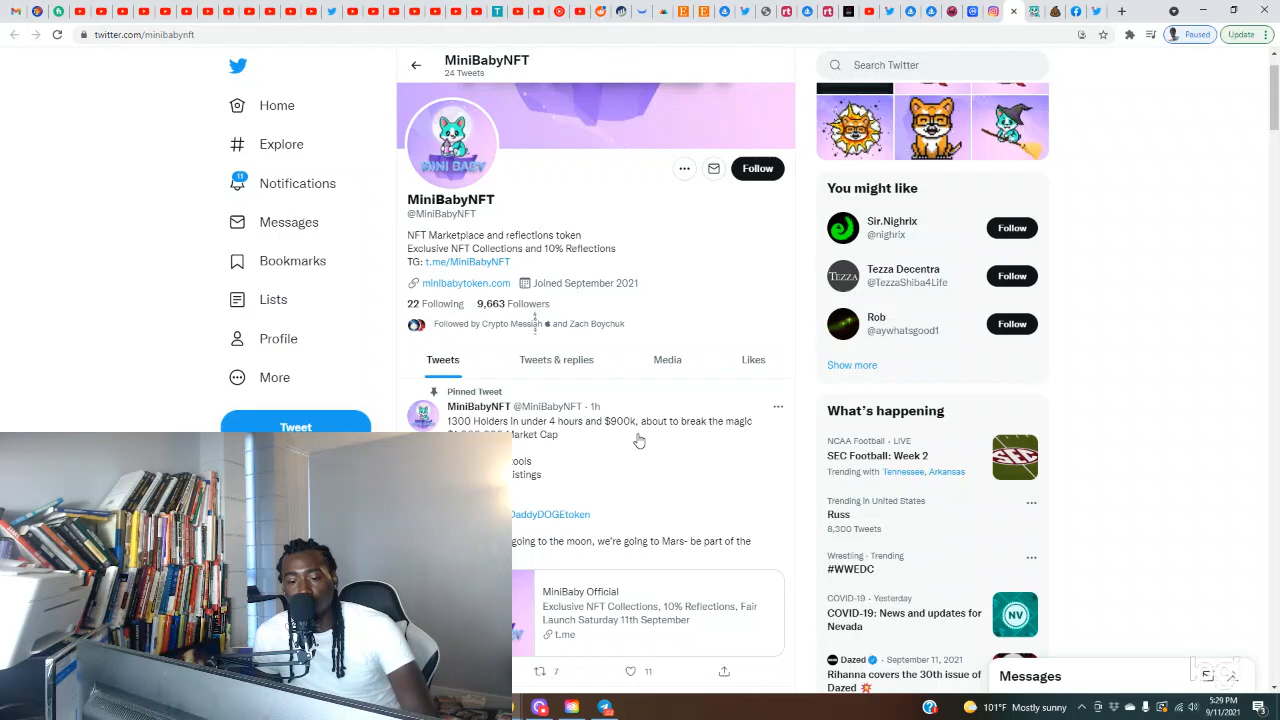 twitter.com/minibabynft
Paused
Update
MiniBabyNFT
24 Tweets
Search Twitter
Home
Explore
11
Notifications
Messages
Bookmarks
Lists
Profile
More
Tweet
MINI BABY
Follow
MiniBabyNFT
@MiniBabyNFT
NFT Marketplace and reflections token
Exclusive NFT Collections and 10% Reflections
TG: t.me/MiniBabyNFT
minibabytoken.com
Joined September 2021
22 Following
9,663 Followers
Followed by Crypto Messiah and Zach Boychuk
Tweets
Tweets & replies
Media
Likes
Pinned Tweet
MiniBabyNFT @MiniBabyNFT · 1h
1300 Holders in under 4 hours and $900k, about to break the magic
Market Cap
tools
listings
DaddyDOGEtoken
going to the moon, we're going to Mars- be part of the
MiniBaby Official
Exclusive NFT Collections, 10% Reflections, Fair
Launch Saturday 11th September
t.me
7
11
You might like
Sir.Nighrix
@nighrix
Follow
TEZZA
Tezza Decentra
@TezzaShiba4Life
Follow
Rob
@aywhatsgood1
Follow
Show more
What's happening
NCAA Football · LIVE
SEC Football: Week 2
Trending with Tennessee, Arkansas
SEC
Trending in United States
Russ
8,300 Tweets
Wrestling · Trending
#WWEDC
COVID-19 · Yesterday
COVID-19: News and updates for
Nevada
NV
Dazed · September 11, 2021
Rihanna covers the 30th issue of
Dazed
Messages
101°F Mostly sunny
5:29 PM
9/11/2021